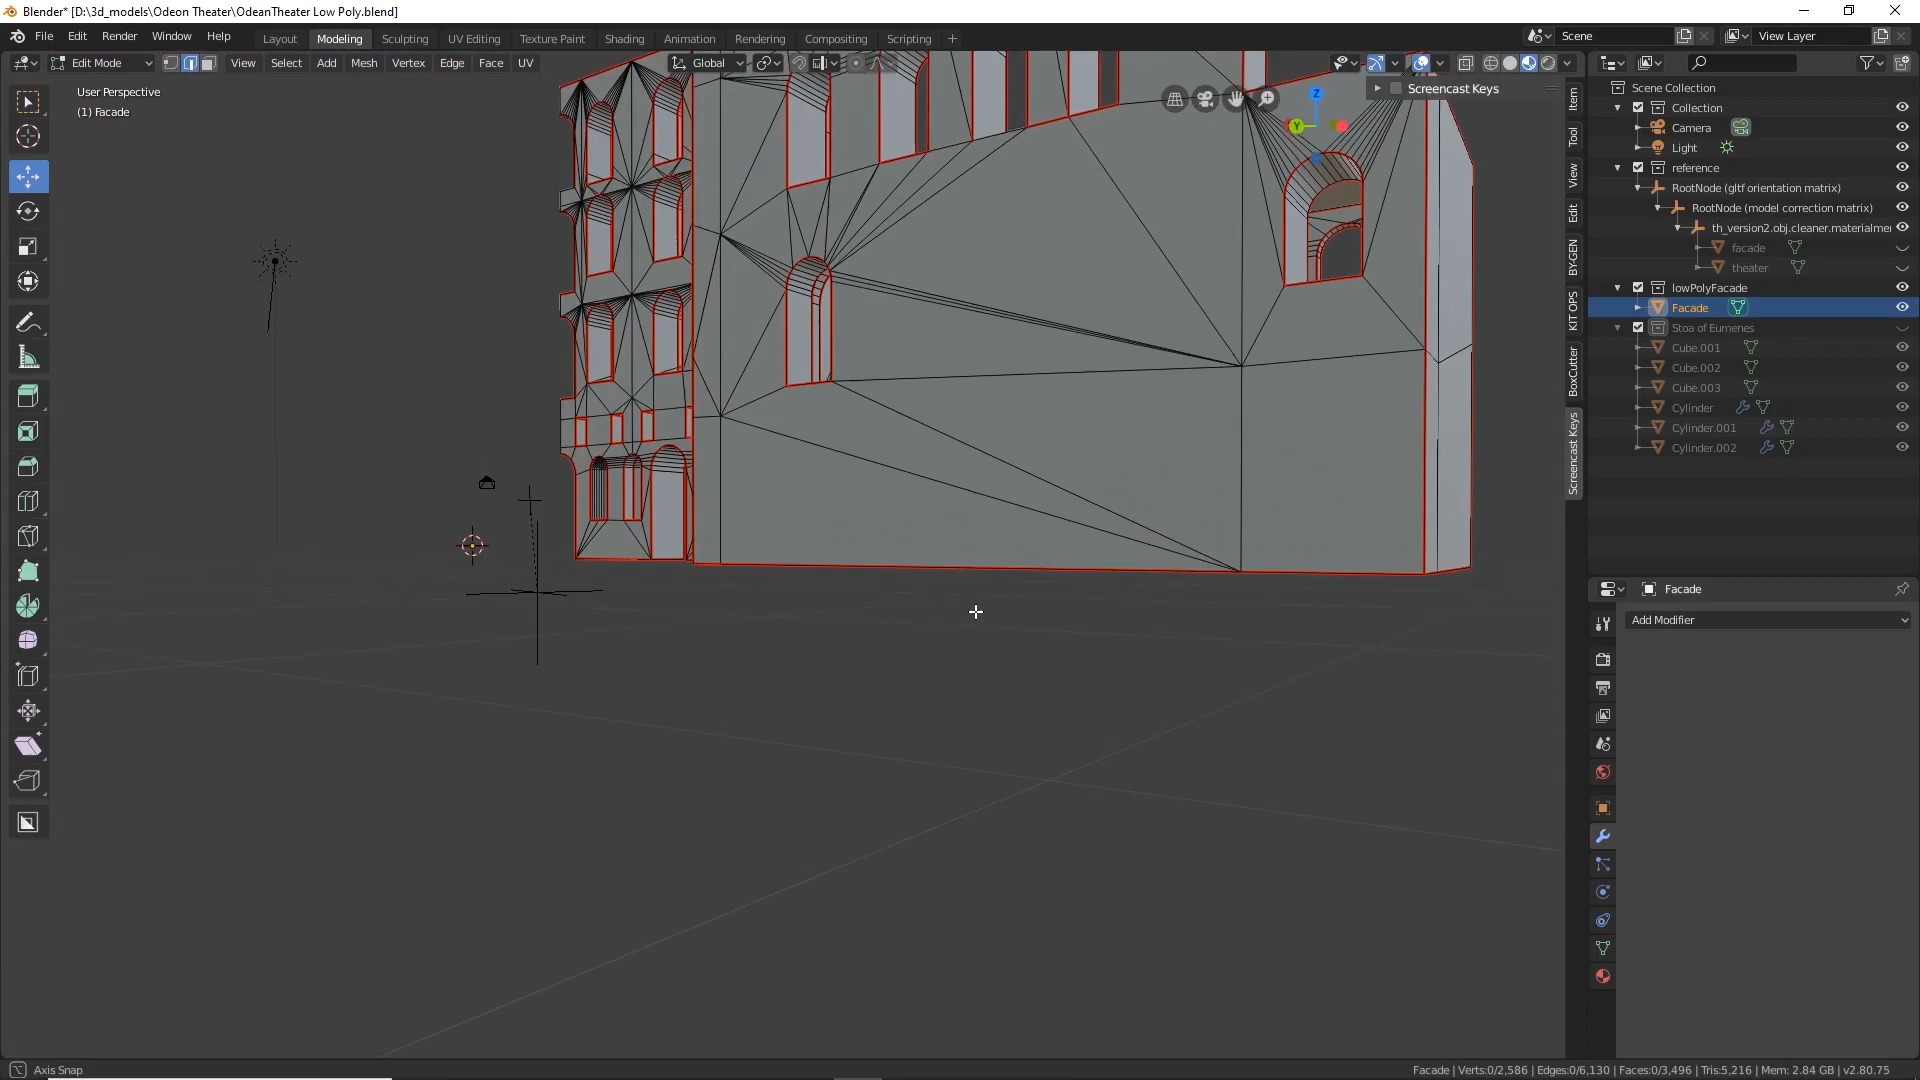 Blender* [D:\3d_models\Odeon Theater\OdeanTheater Low Poly.blend]
File Edit Render Window Help Layout Modeling Sculpting UV Editing Texture Paint Shading Animation Rendering Compositing Scripting + Scene View Layer
Edit Mode View Select Add Mesh Vertex Edge Face UV Global
User Perspective
(1) Facade
Screencast Keys
Z
Y
Item
Tool
View
Edit
BY-GEN
KIT OPS
BoxCutter
Screencast Keys
Scene Collection
Collection
Camera
Light
reference
RootNode (gltf orientation matrix)
RootNode (model correction matrix)
th_version2.obj.cleaner.materialmer
facade
theater
lowPolyFacade
Facade
Stoa of Eumenes
Cube.001
Cube.002
Cube.003
Cylinder
Cylinder.001
Cylinder.002
Facade
Add Modifier
Axis Snap
Facade | Verts:0/2,586 | Edges:0/6,130 | Faces:0/3,496 | Tris:5,216 | Mem: 2.84 GB | v2.80.75